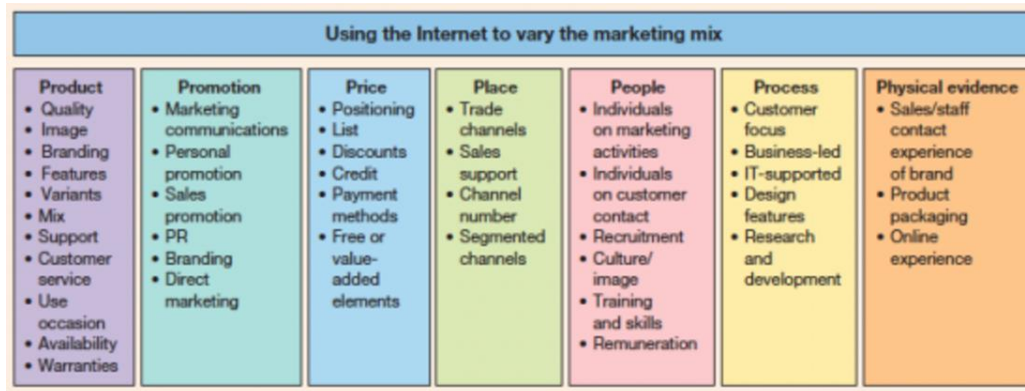 Using the Internet to vary the marketing mix
Product
• Quality
• Image
• Branding
• Features
• Variants
• Mix
• Support
• Customer
service
• Use
occasion
• Availability
• Warranties
Promotion
• Marketing
communications
• Personal
promotion
• Sales
promotion
• PR
• Branding
• Direct
marketing
Price
• Positioning
• List
• Discounts
• Credit
• Payment
methods
• Free or
value-
added
elements
Place
• Trade
channels
• Sales
support
• Channel
number
• Segmented
channels
People
• Individuals
on marketing
activities
• Individuals
on customer
contact
• Recruitment
• Culture/
image
• Training
and skills
• Remuneration
Process
• Customer
focus
• Business-led
• IT-supported
• Design
features
• Research
and
development
Physical evidence
• Sales/staff
contact
experience
of brand
• Product
packaging
• Online
experience